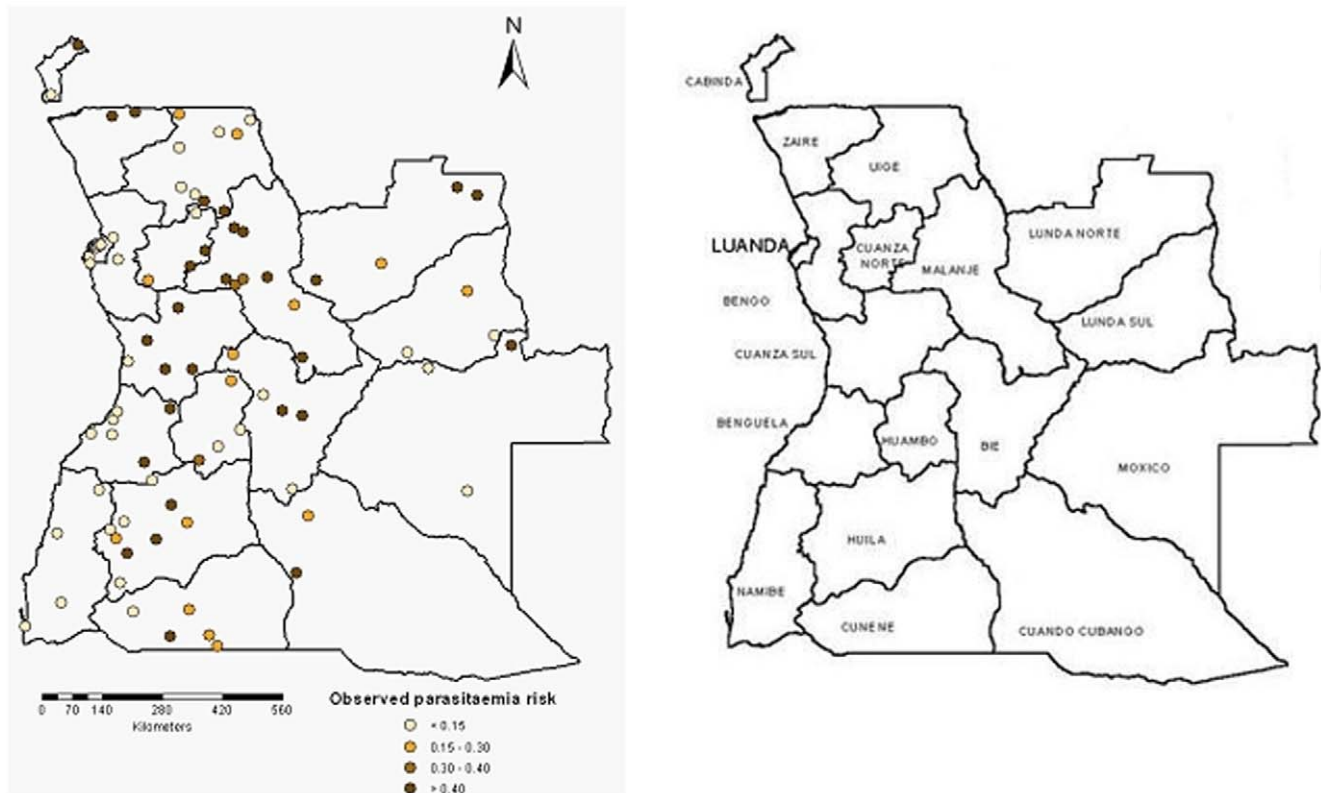 N
Observed parasitaemia risk
0 70 140 280 420 560
Kilometers
< 0.15
0.15 - 0.30
0.30 - 0.40
> 0.40
CABINDA
ZAIRE
UIGE
LUANDA
CUANZA
NORTE
MALANJE
LUNDA NORTE
BENGO
LUNDA SUL
CUANZA SUL
BENGUELA
HUAMBO
BIE
MOXICO
HUILA
NAMIBE
CUNENE
CUANDO CUBANGO